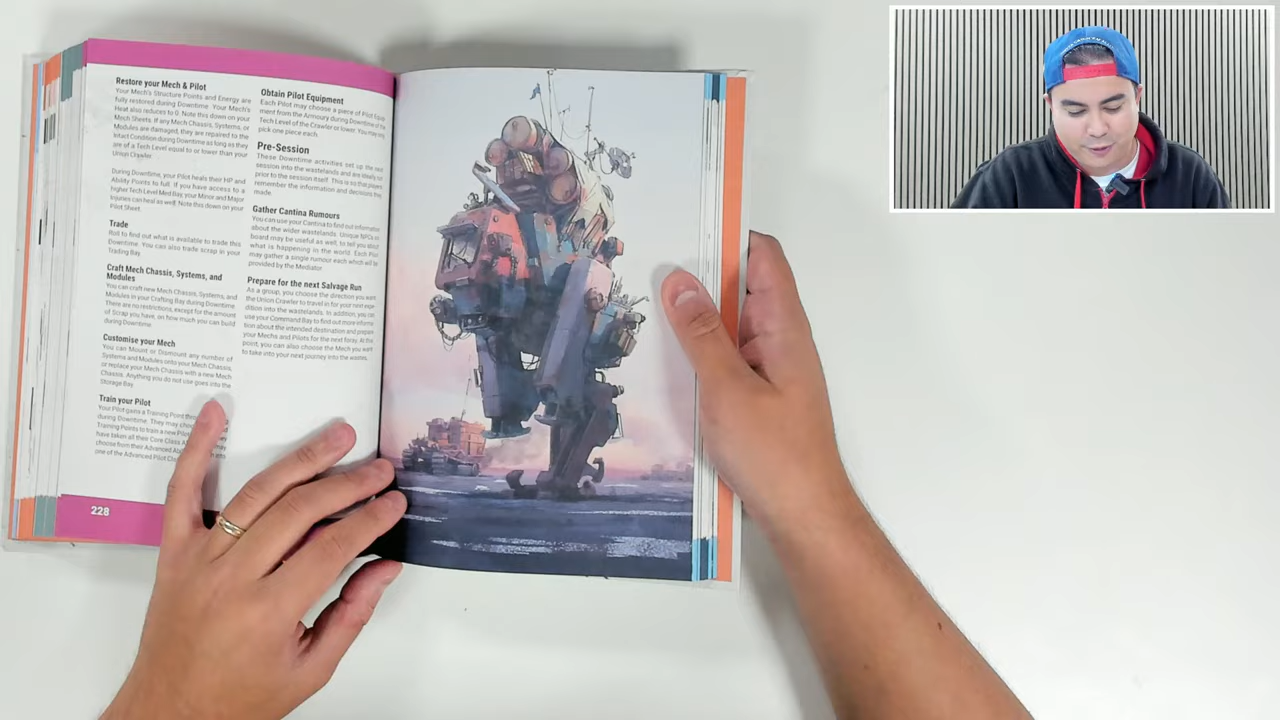 Restore your Mech & Pilot
Your Mech's Structure Points and Energy are
fully restored during Downtime. Your Mech's
Heat also reduces to 0. Note this down on your
Mech Sheets. If any Mech Chassis, Systems, or
Modules are damaged, they are repaired to the
Intact Condition during Downtime as long as they
are of a Tech Level equal to or lower than your
Union Crawler.
During Downtime, your Pilot heals their HP and
Ability Points to full. If you have access to a
higher Tech Level Med Bay, your Minor and Major
Injuries can heal as well. Note this down on your
Pilot Sheet.
Trade
Roll to find out what is available to trade this
Downtime. You can also trade scrap in your
Trading Bay.
Craft Mech Chassis, Systems, and
Modules
You can craft new Mech Chassis, Systems, and
Modules in your Crafting Bay during Downtime.
There are no restrictions, except for the amount
of Scrap you have, on how much you can build
during Downtime.
Customise your Mech
You can Mount or Dismount any number of
Systems and Modules onto your Mech Chassis,
or replace your Mech Chassis with a new Mech
Chassis. Anything you do not use goes into the
Storage Bay.
Train your Pilot
Your Pilot gains a Training Point
during Downtime. They may
Training Points to train a new
have taken all their Core Class
choose from their Advanced
one of the Advanced Pilot
228
Obtain Pilot Equipment
Each Pilot may choose a piece of Pilot Equip-
ment from the Armoury during Downtime of the
Tech Level of the Crawler or lower. You may
pick one piece each.
Pre-Session
These Downtime activities set up the next
session into the wastelands and are ideally
prior to the session itself. This is so that players
remember the information and decisions they
made.
Gather Cantina Rumours
You can use your Cantina to find out information
about the wider wastelands. Unique NPCs on
board may be useful as well, to tell you about
what is happening in the world. Each Pilot
may gather a single rumour each which will be
provided by the Mediator.
Prepare for the next Salvage Run
As a group, you choose the direction you want
the Union Crawler to travel in for your next expe-
dition into the wastelands. In addition, you can
use your Command Bay to find out more informa-
tion about the intended destination and prepare
your Mechs and Pilots for the next foray. At this
point, you can also choose the Mech you want
to take into your next journey into the wastes.